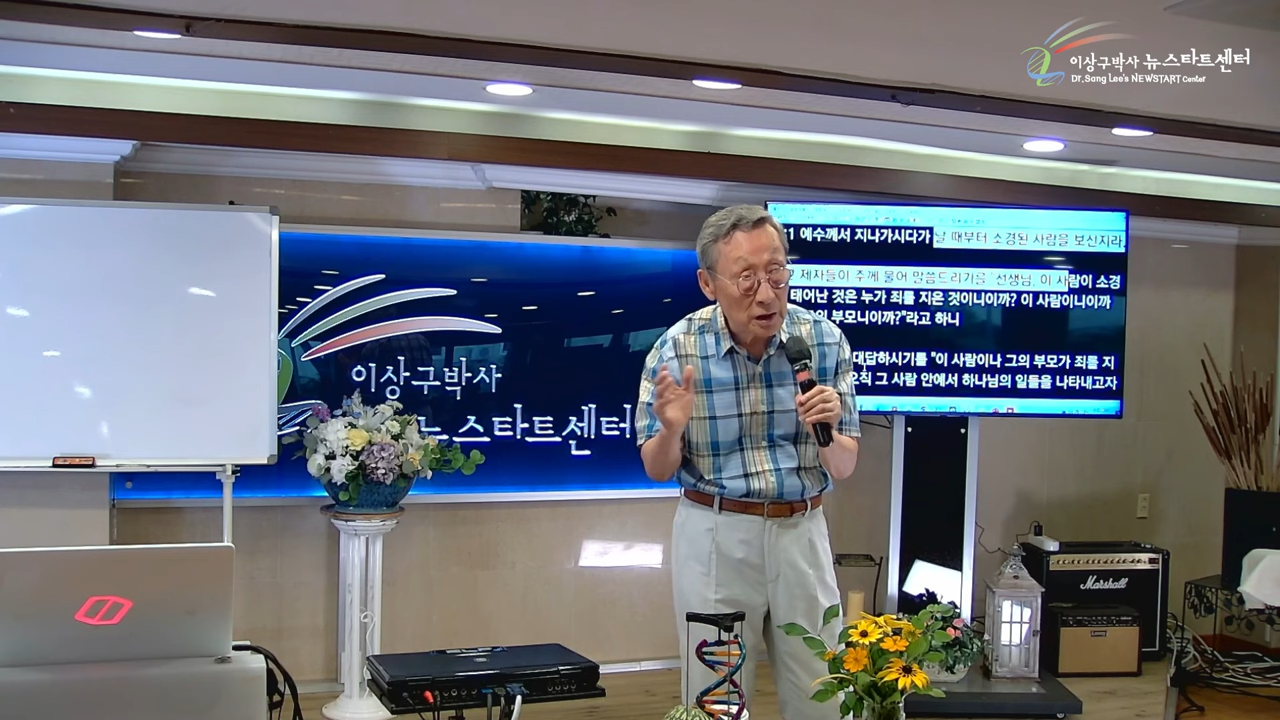 이상구박사 뉴스타트센터
Dr. Sang Lee's NEWSTART Center
1 예수께서 지나가시다가 날 때부터 소경된 사람을 보신지라.
제자들이 주께 물어 말씀드리기를 "선생님, 이 사람이 소경
태어난 것은 누가 죄를 지은 것이니이까? 이 사람이니이까
부모니이까?"라고 하니
대답하시기를 "이 사람이나 그의 부모가 죄를 지
오직 그 사람 안에서 하나님의 일들을 나타내고자
이상구박사
뉴스타트센터
Marshall
Laney